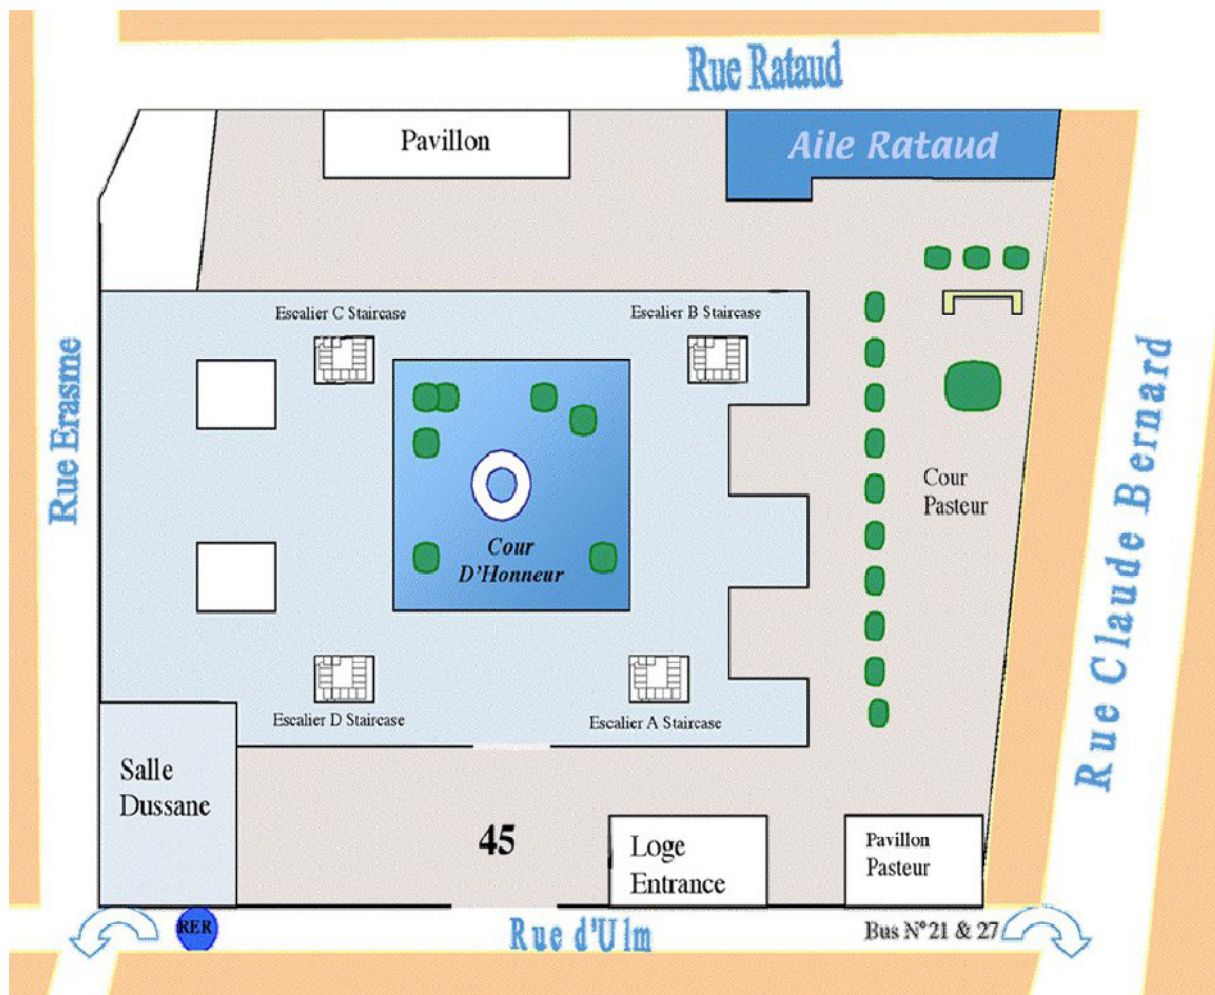 Rue Rataud
Pavillon
Aile Rataud
Escalier C Staircase
Escalier B Staircase
Rue Erasme
Rue Claude Bernard
Cour
Pasteur
Cour
D'Honneur
Escalier D Staircase
Escalier A Staircase
Salle
Dussane
45
Loge
Entrance
Pavillon
Pasteur
RER
Rue d'Ulm
Bus N° 21 & 27